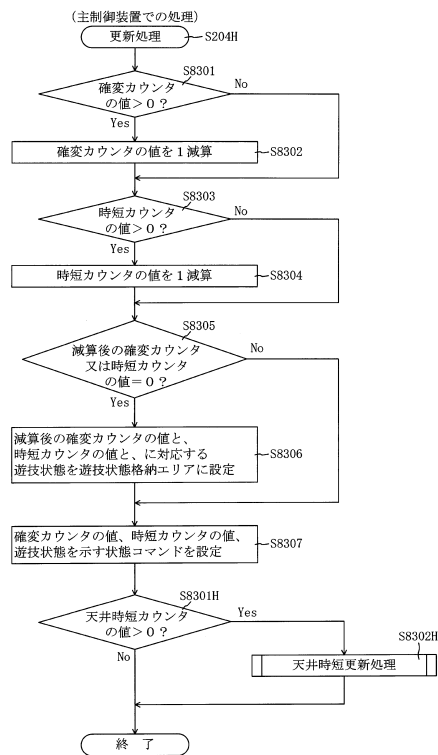 (主制御装置での処理)
更新処理
S204H
S8301
確変カウンタ
の値>0?
No
Yes
確変カウンタの値を1減算
S8302
S8303
時短カウンタ
の値>0?
No
Yes
時短カウンタの値を1減算
S8304
S8305
減算後の確変カウンタ
又は時短カウンタ
の値=0?
No
Yes
減算後の確変カウンタの値と、
時短カウンタの値と、に対応する
遊技状態を遊技状態格納エリアに設定
S8306
確変カウンタの値、時短カウンタの値、
遊技状態を示す状態コマンドを設定
S8307
S8301H
天井時短カウンタ
の値>0?
Yes
No
S8302H
天井時短更新処理
終 了